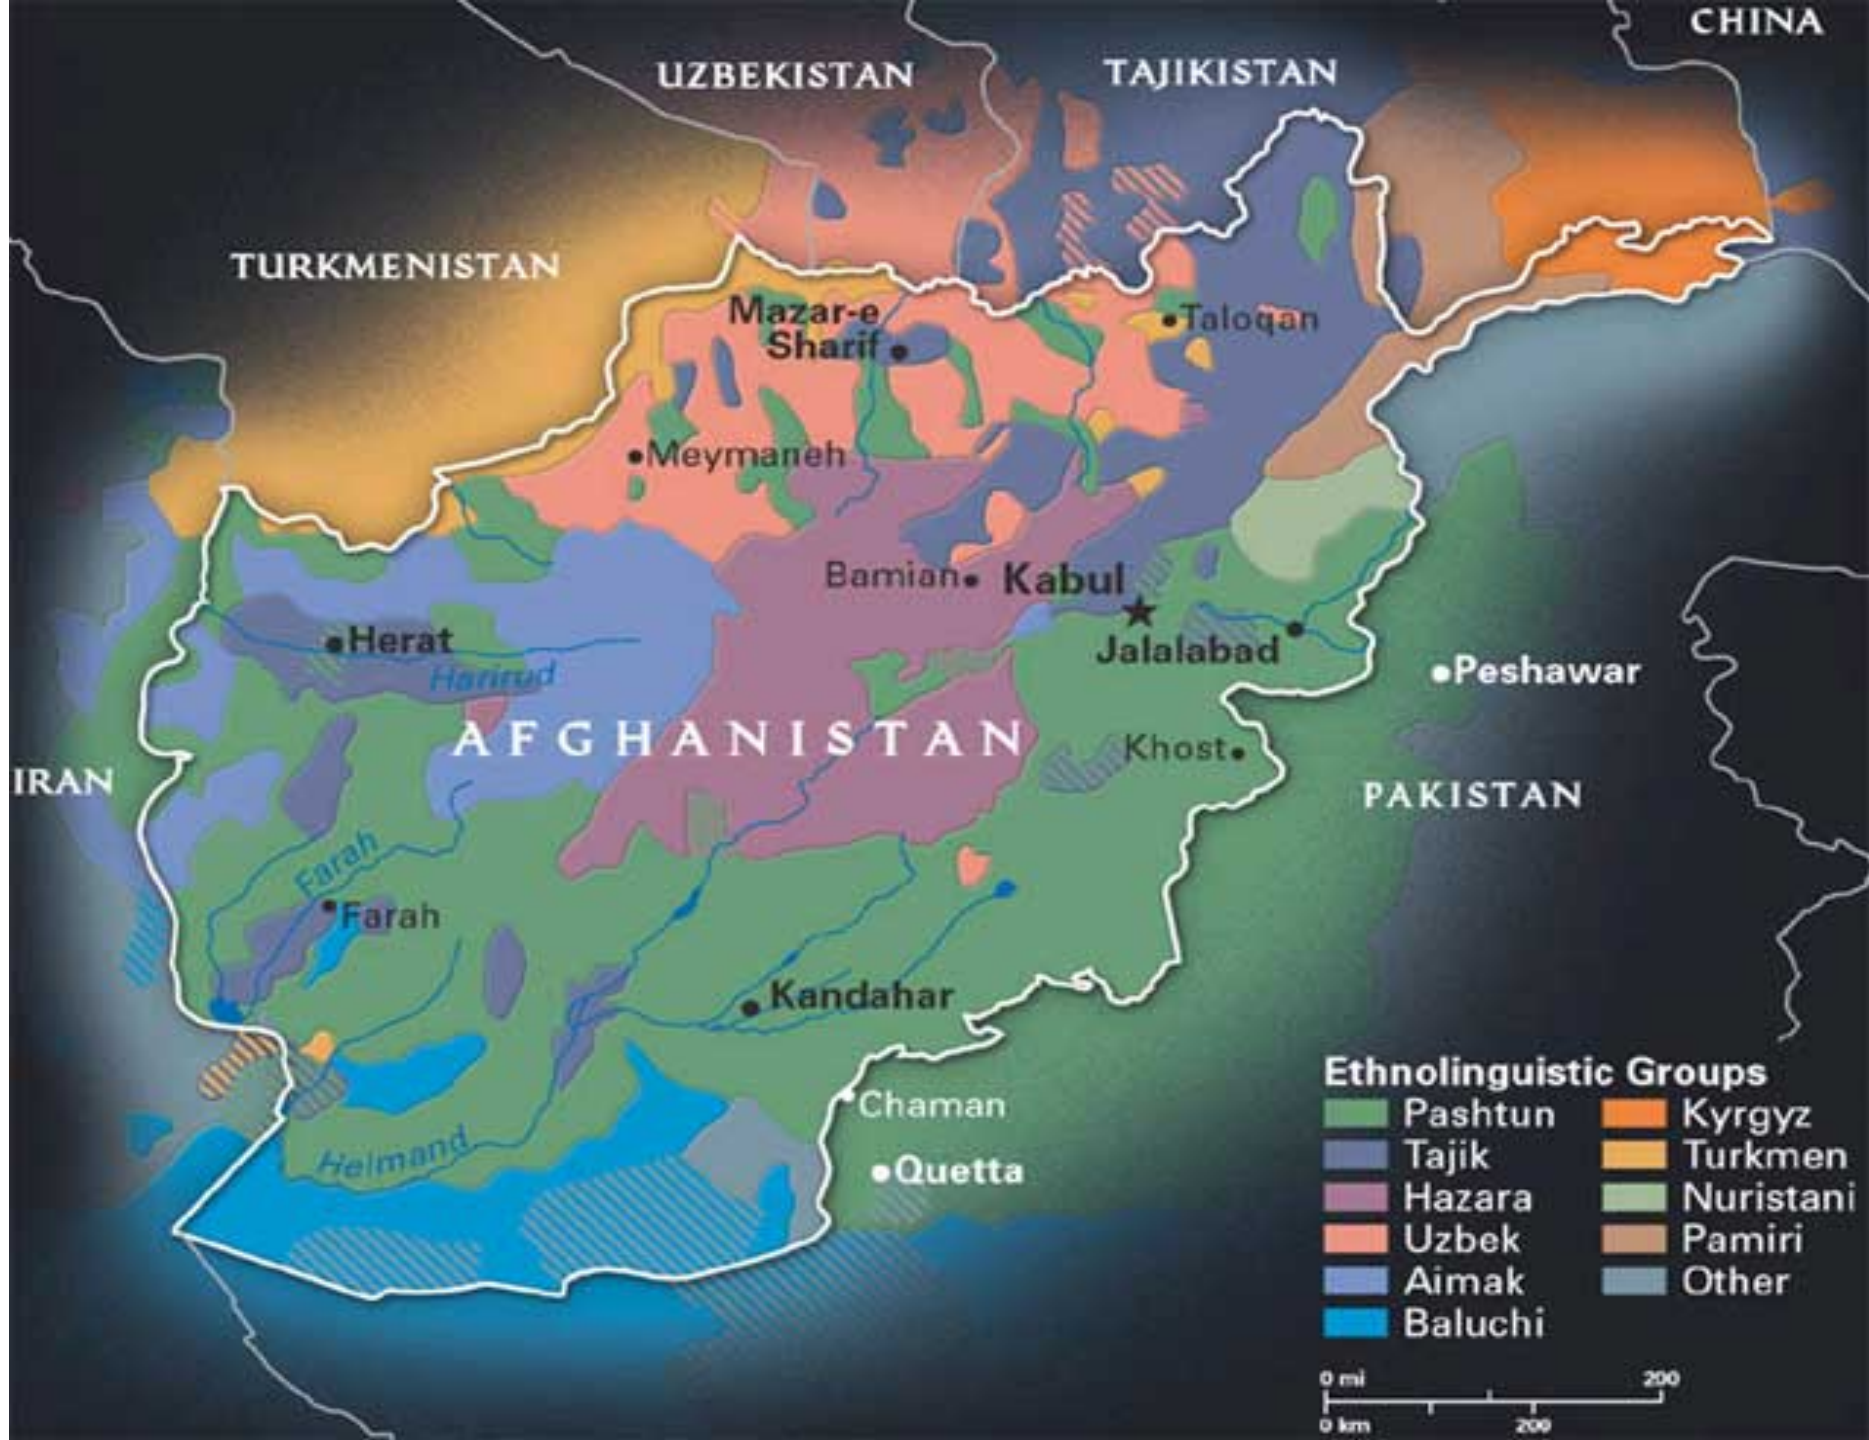 CHINA
UZBEKISTAN
TAJIKISTAN
TURKMENISTAN
Mazar-e
Sharif
Taloqan
Meymaneh
Bamian
Kabul
Jalalabad
Herat
Harirud
Peshawar
AFGHANISTAN
Khost
IRAN
PAKISTAN
Farah
Farah
Kandahar
Chaman
Helmand
Quetta
Ethnolinguistic Groups
Pashtun
Tajik
Hazara
Uzbek
Aimak
Baluchi
Kyrgyz
Turkmen
Nuristani
Pamiri
Other
0 mi 200
0 km 200